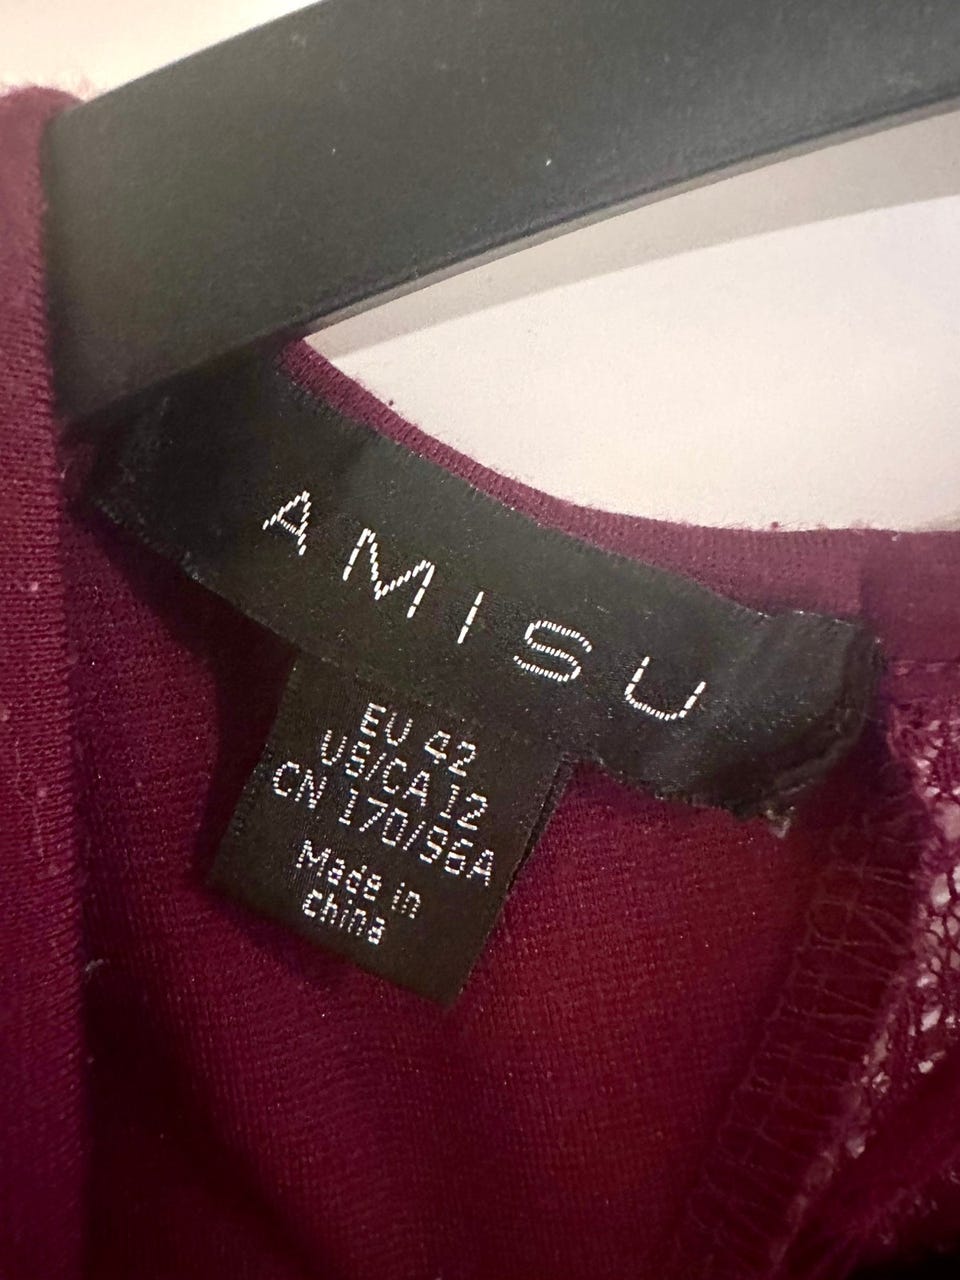 AMISU
EU 42
US/CA 12
CN 170/96A
Made in
China